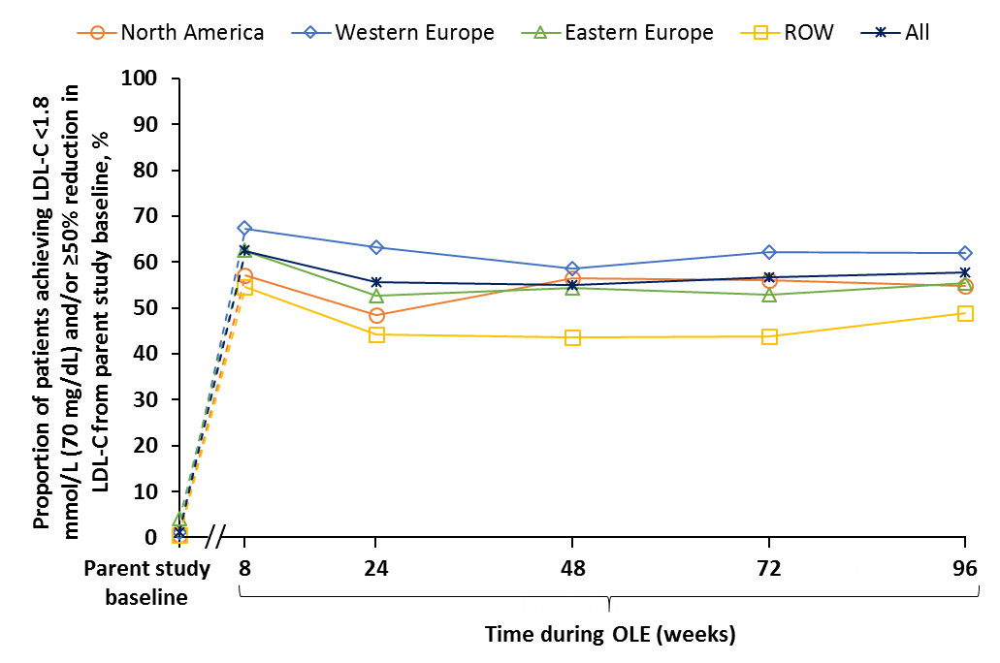 North America Western Europe Eastern Europe ROW All
Proportion of patients achieving LDL-C <1.8
mmol/L (70 mg/dL) and/or ≥50% reduction in
LDL-C from parent study baseline, %
100
90
80
70
60
50
40
30
20
10
0
Parent study
baseline
8 24 48 72 96
Time during OLE (weeks)